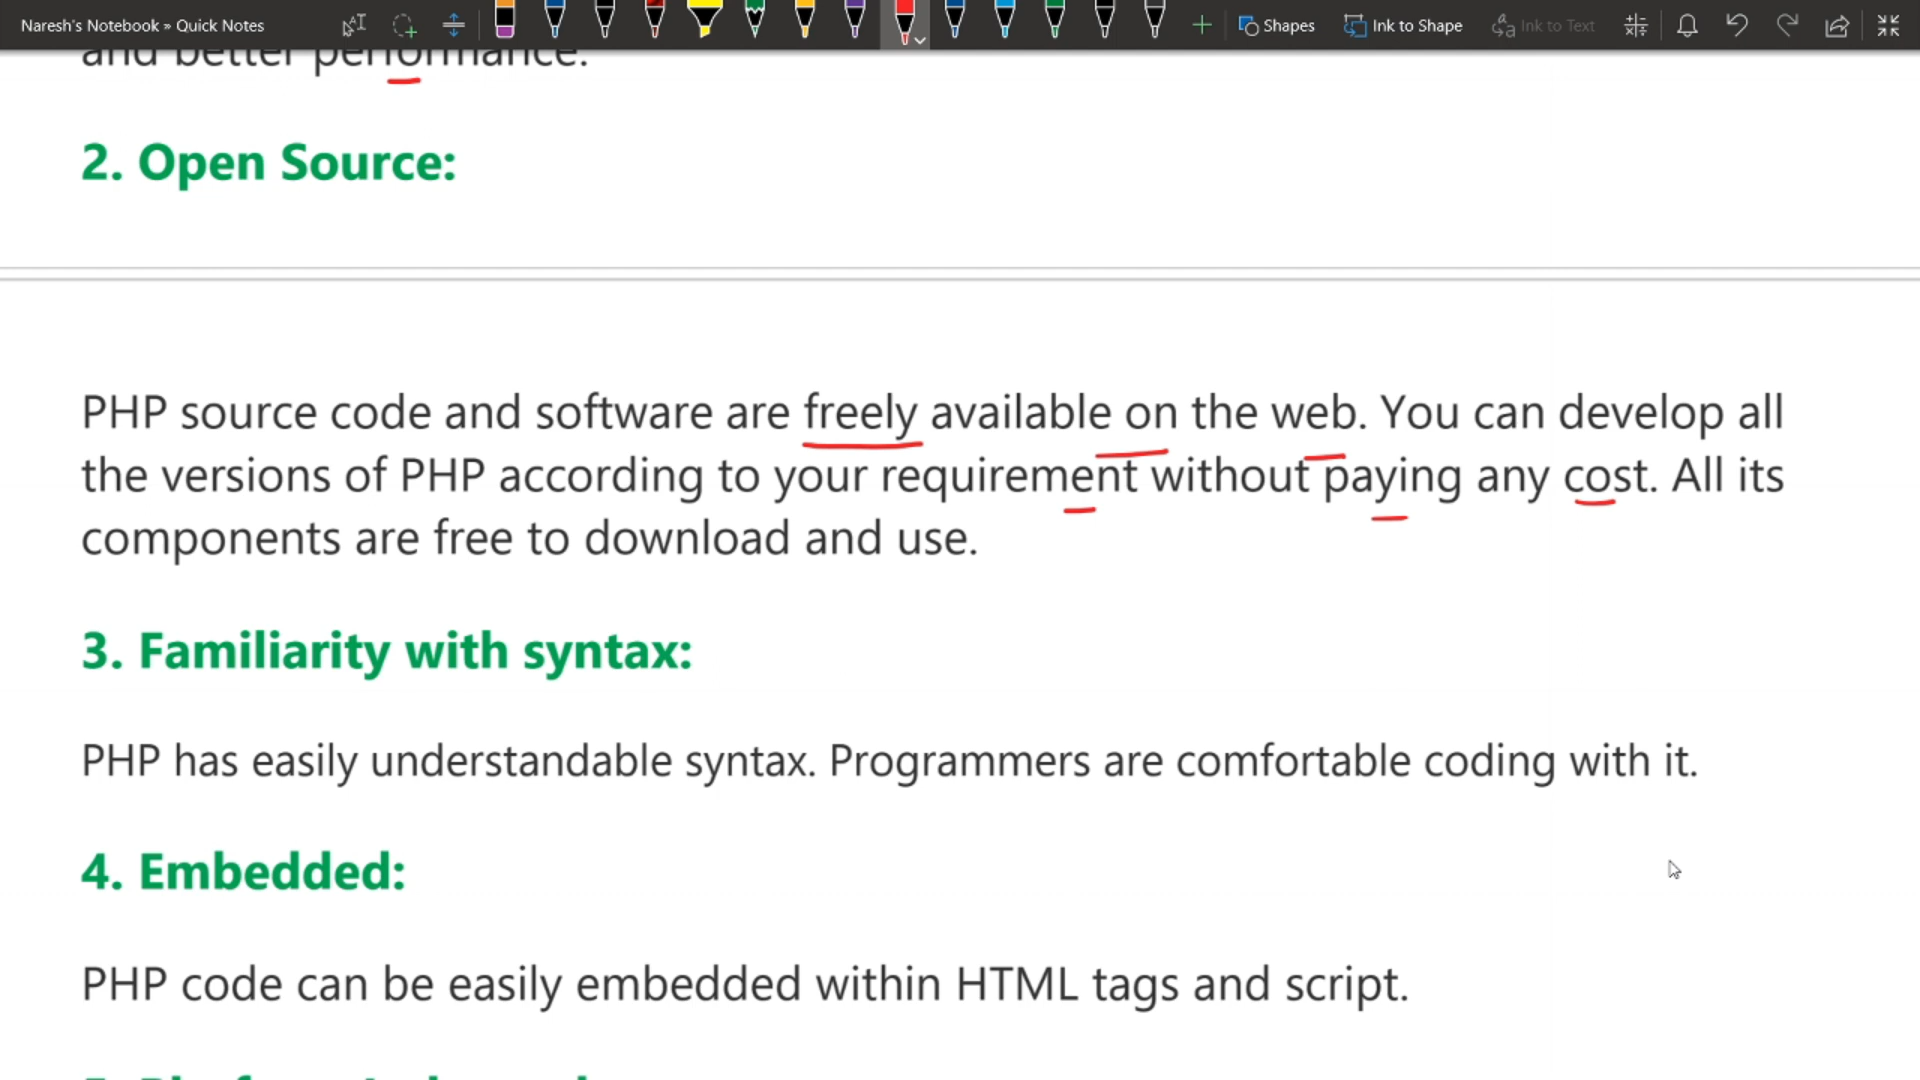 Naresh's Notebook » Quick Notes Shapes Ink to Shape Ink to Text
and better performance.
2. Open Source:
PHP source code and software are freely available on the web. You can develop all
the versions of PHP according to your requirement without paying any cost. All its
components are free to download and use.
3. Familiarity with syntax:
PHP has easily understandable syntax. Programmers are comfortable coding with it.
4. Embedded:
PHP code can be easily embedded within HTML tags and script.